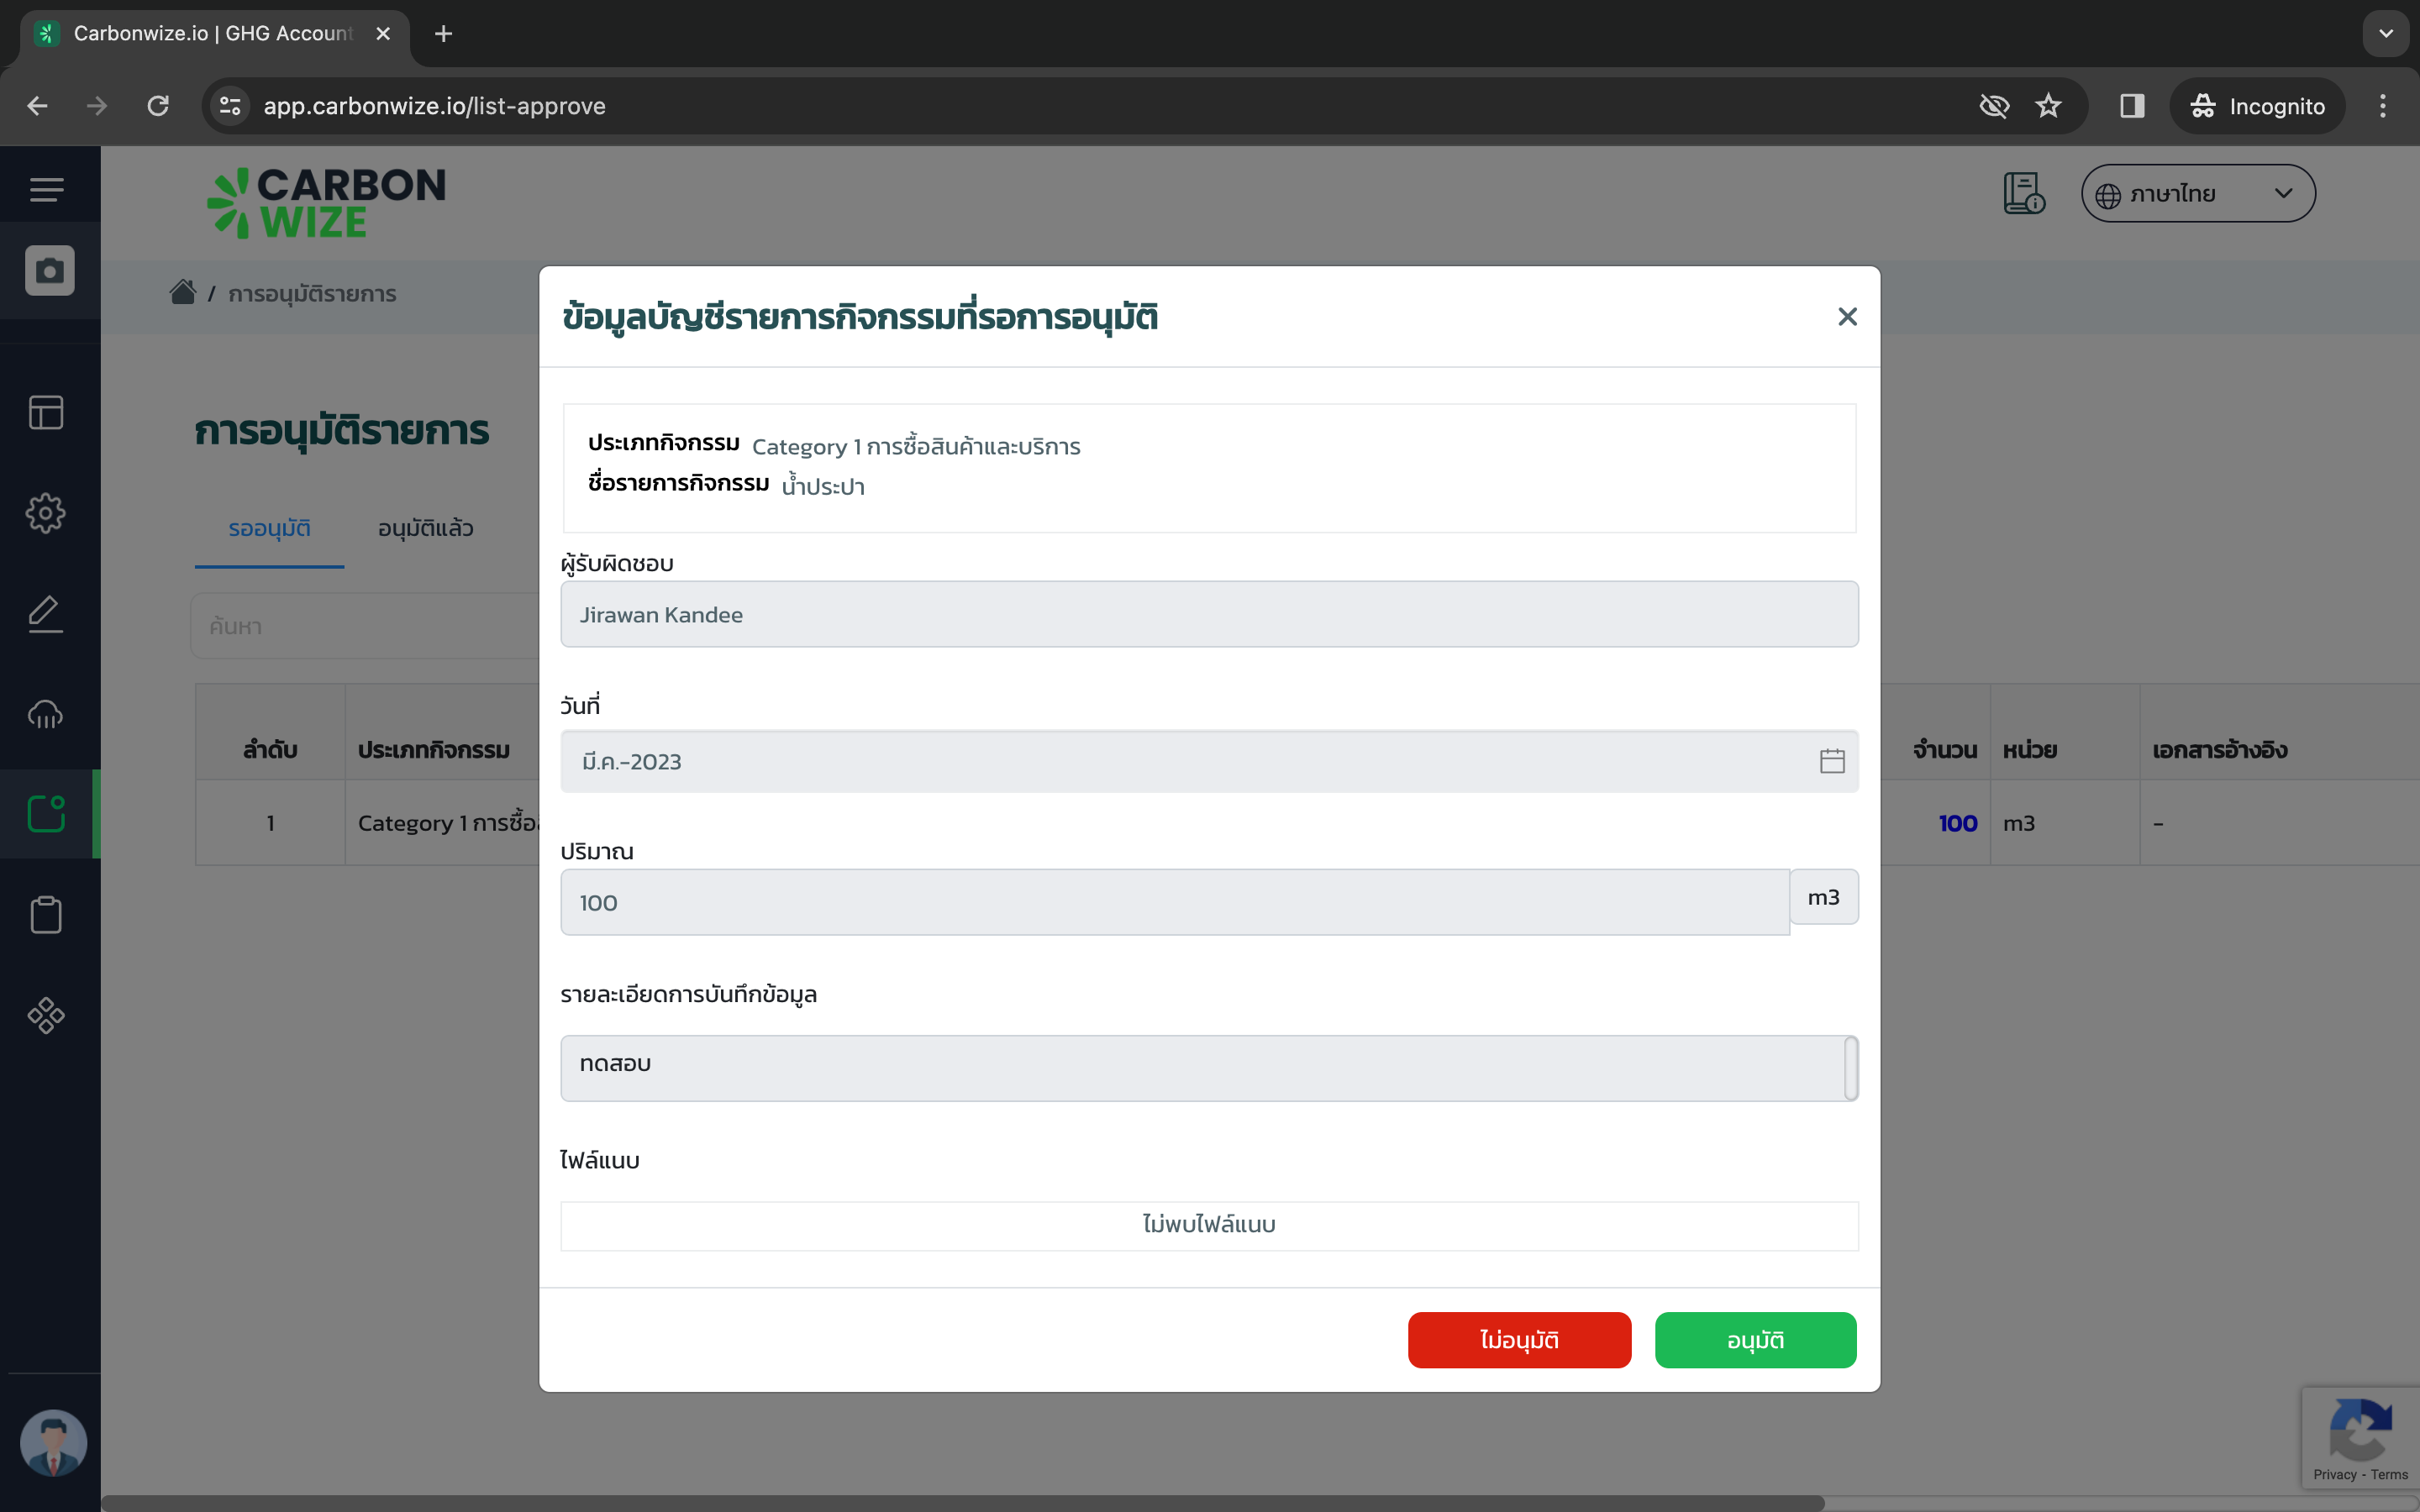 Carbonwize.io | GHG Account
app.carbonwize.io/list-approve
Incognito
CARBON
WIZE
ภาษาไทย
/ การอนุมัติรายการ
ข้อมูลบัญชีรายการกิจกรรมที่รอการอนุมัติ
การอนุมัติรายการ
รออนุมัติ
อนุมัติแล้ว
ค้นหา
ลำดับ
ประเภทกิจกรรม
จำนวน
หน่วย
เอกสารอ้างอิง
1
Category 1 การซื้อ
100
m3
-
ประเภทกิจกรรม Category 1 การซื้อสินค้าและบริการ
ชื่อรายการกิจกรรม น้ำประปา
ผู้รับผิดชอบ
Jirawan Kandee
วันที่
มี.ค.-2023
ปริมาณ
100
m3
รายละเอียดการบันทึกข้อมูล
ทดสอบ
ไฟล์แนบ
ไม่พบไฟล์แนบ
ไม่อนุมัติ
อนุมัติ
Privacy - Terms